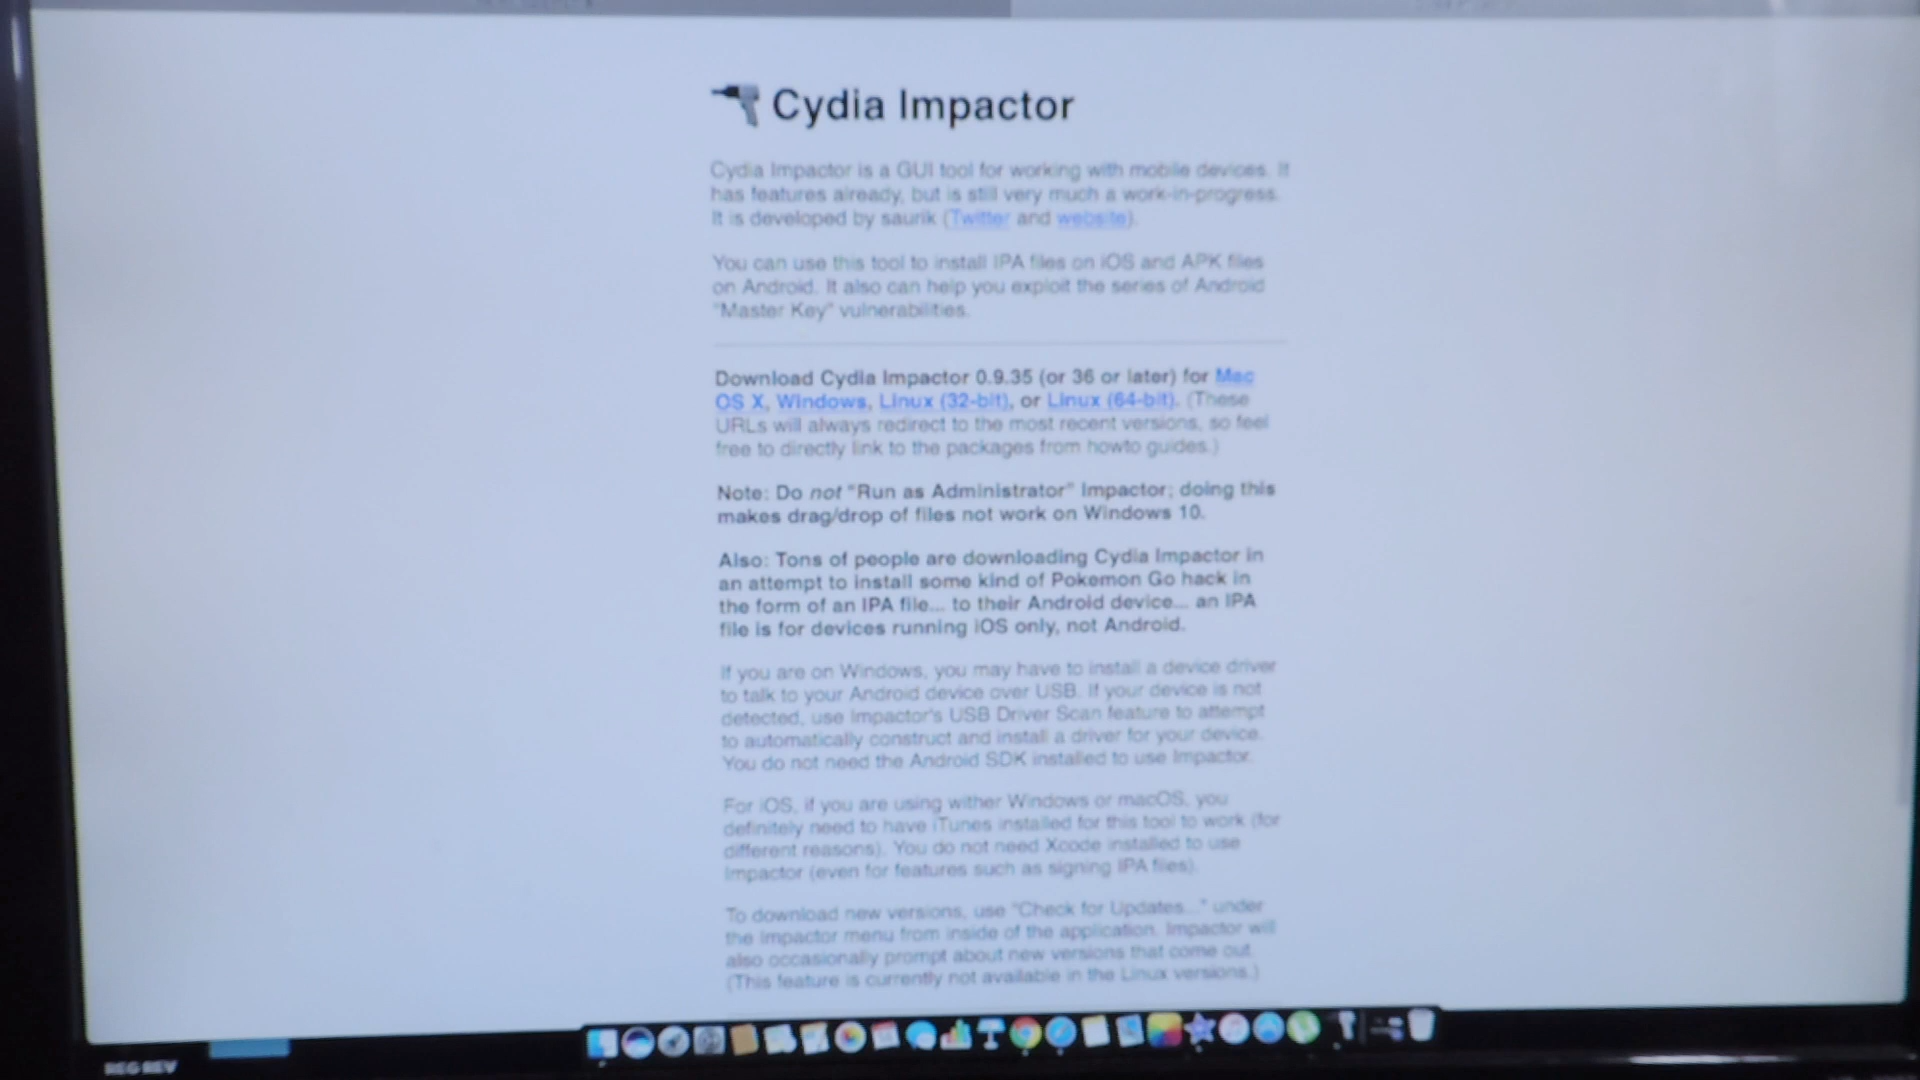 Cydia Impactor
Cydia Impactor is a GUI tool for working with mobile devices. It
has features already, but is still very much a work-in-progress.
It is developed by saurik (Twitter and website).
You can use this tool to install IPA files on iOS and APK files
on Android. It also can help you exploit the series of Android
"Master Key" vulnerabilities.
Download Cydia Impactor 0.9.35 (or 36 or later) for Mac
OS X, Windows, Linux (32-bit), or Linux (64-bit). (These
URLs will always redirect to the most recent versions, so feel
free to directly link to the packages from howto guides.)
Note: Do not "Run as Administrator" Impactor; doing this
makes drag/drop of files not work on Windows 10.
Also: Tons of people are downloading Cydia Impactor in
an attempt to install some kind of Pokemon Go hack in
the form of an IPA file... to their Android device... an IPA
file is for devices running iOS only, not Android.
If you are on Windows, you may have to install a device driver
to talk to your Android device over USB. If your device is not
detected, use Impactor's USB Driver Scan feature to attempt
to automatically construct and install a driver for your device.
You do not need the Android SDK installed to use Impactor.
For iOS, if you are using wither Windows or macOS, you
definitely need to have iTunes installed for this tool to work (for
different reasons). You do not need Xcode installed to use
Impactor (even for features such as signing IPA files).
To download new versions, use "Check for Updates..." under
the Impactor menu from inside of the application. Impactor will
also occasionally prompt about new versions that come out.
(This feature is currently not available in the Linux versions.)
REG REV